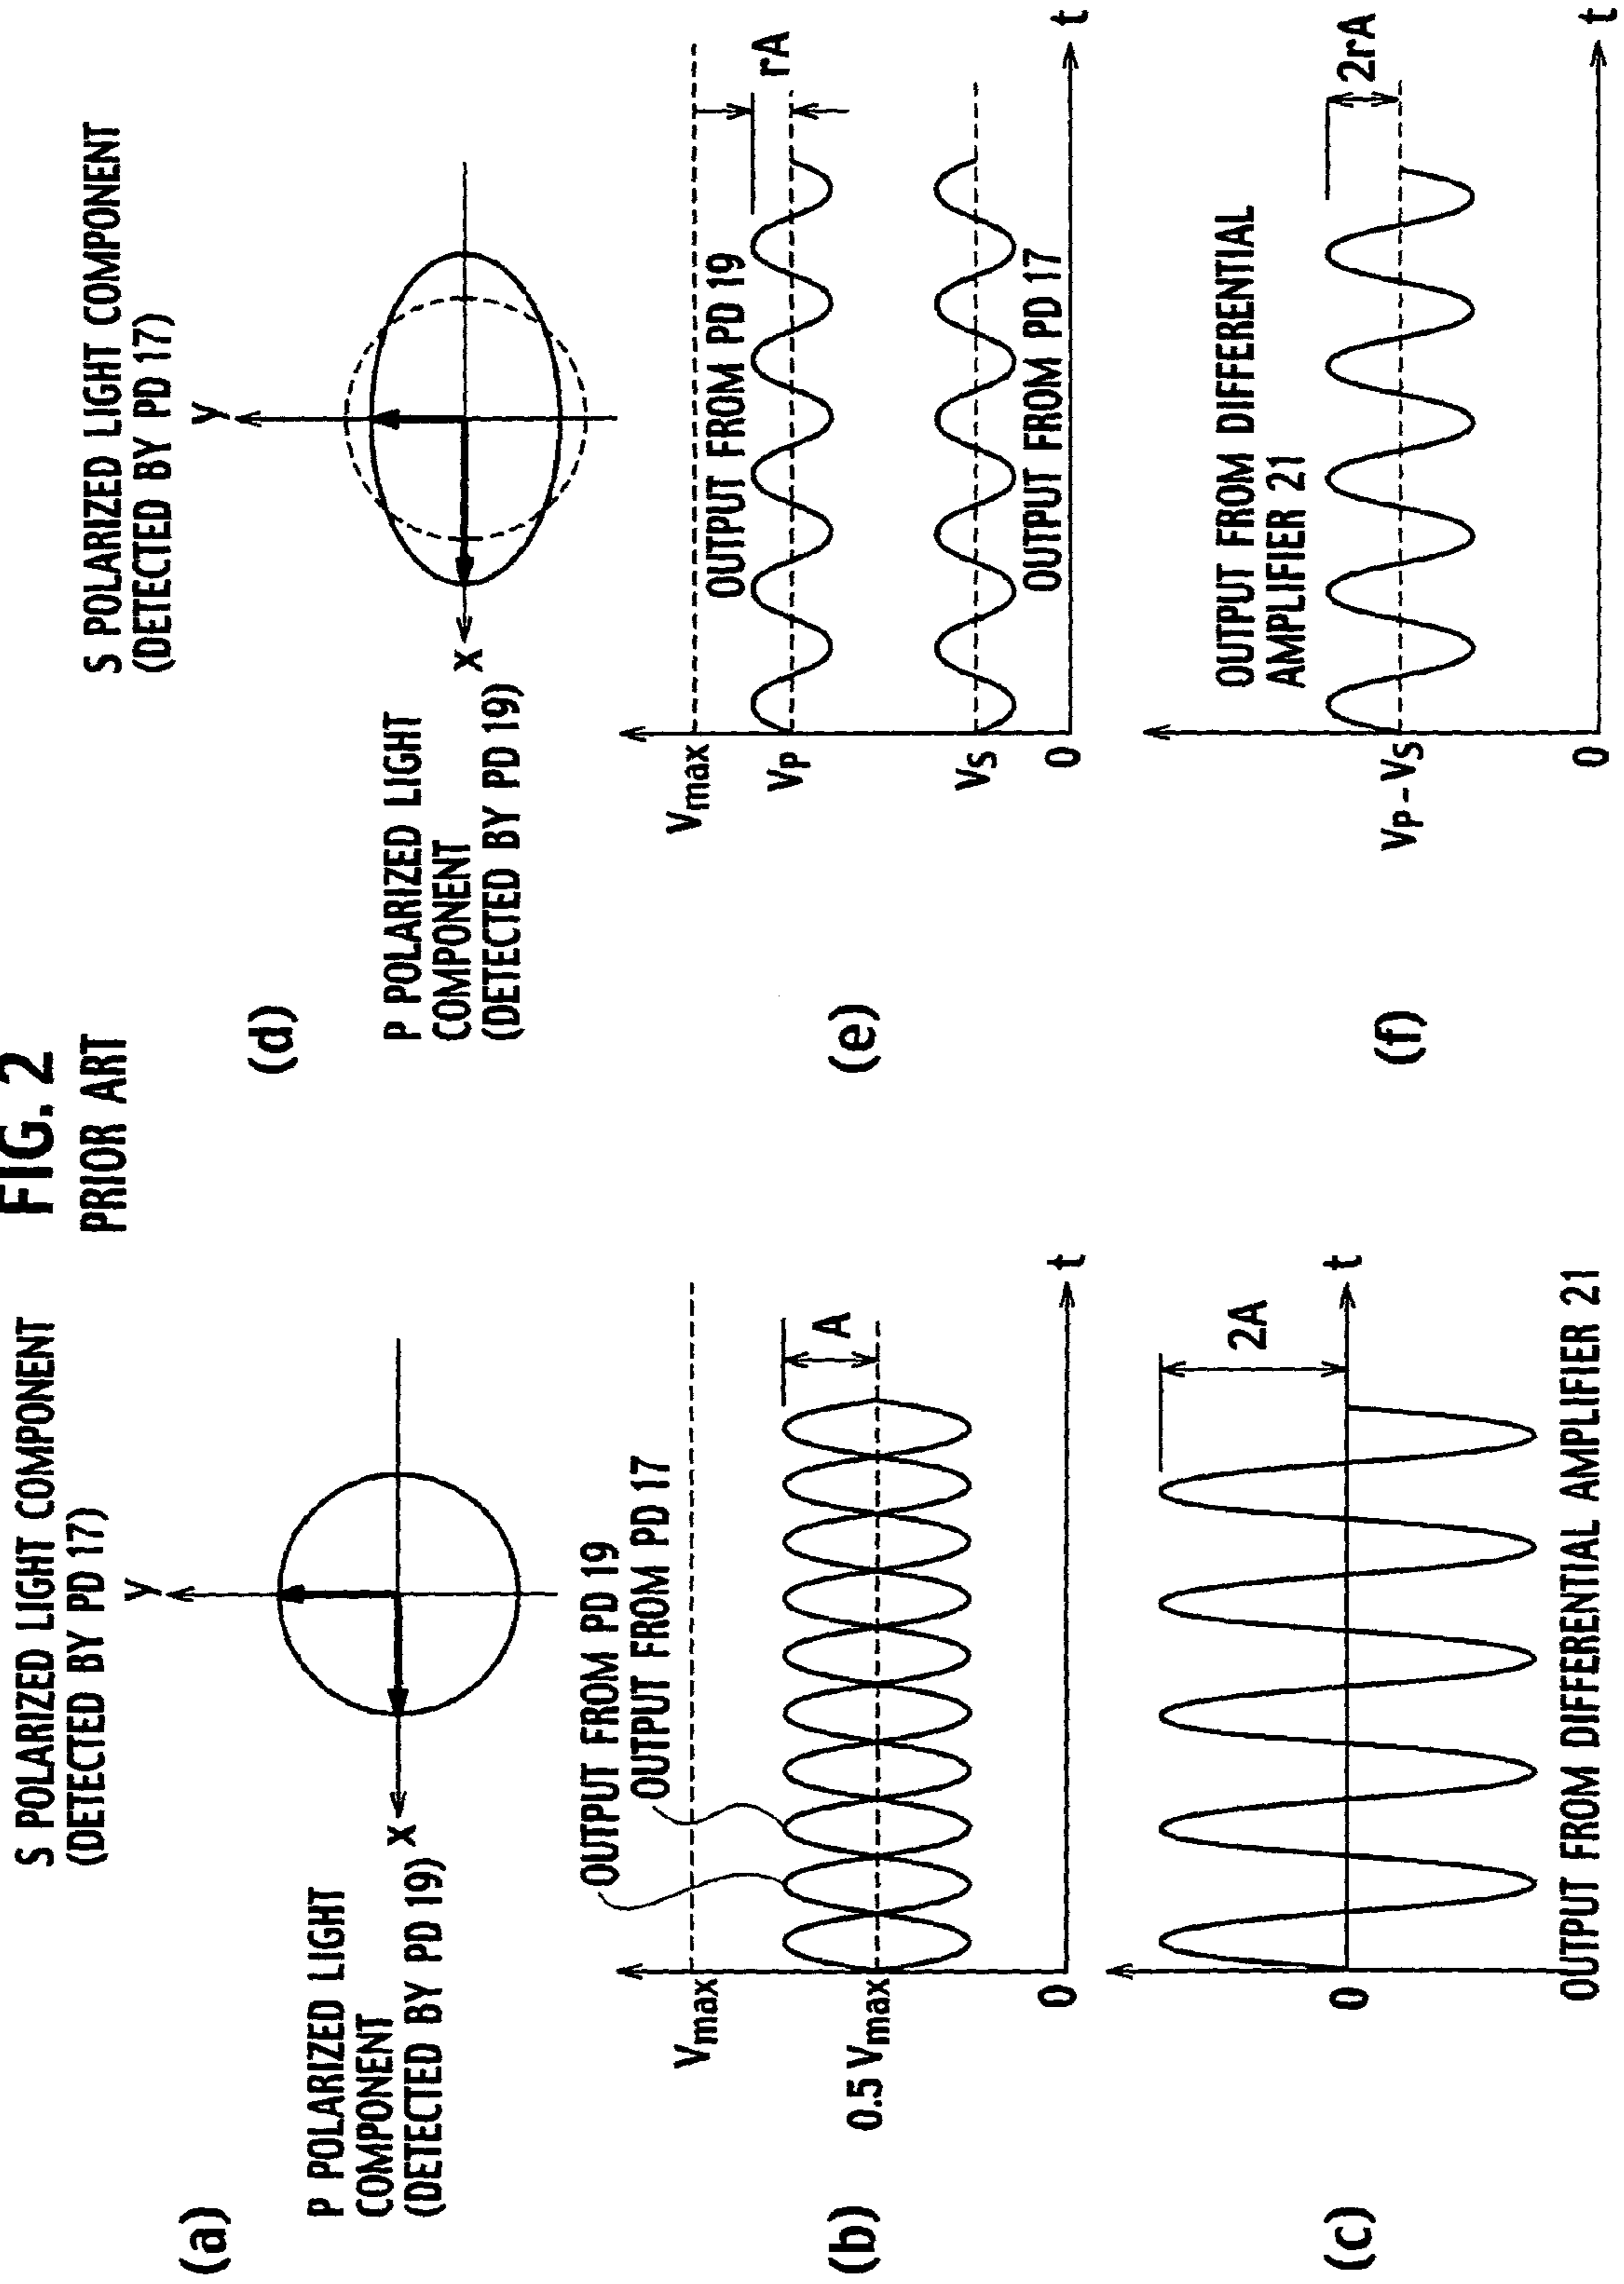 FIG. 2
PRIOR ART
(a)
S POLARIZED LIGHT COMPONENT
(DETECTED BY PD 17)
y
x
P POLARIZED LIGHT
COMPONENT
(DETECTED BY PD 19)
(b)
OUTPUT FROM PD 19
OUTPUT FROM PD 17
Vmax
0.5 Vmax
0
A
t
(c)
0
2A
t
OUTPUT FROM DIFFERENTIAL AMPLIFIER 21
(d)
S POLARIZED LIGHT COMPONENT
(DETECTED BY PD 17)
y
x
P POLARIZED LIGHT
COMPONENT
(DETECTED BY PD 19)
(e)
Vmax
OUTPUT FROM PD 19
rA
VP
VS
OUTPUT FROM PD 17
0
t
(f)
OUTPUT FROM DIFFERENTIAL
AMPLIFIER 21
2rA
VP - VS
0
t